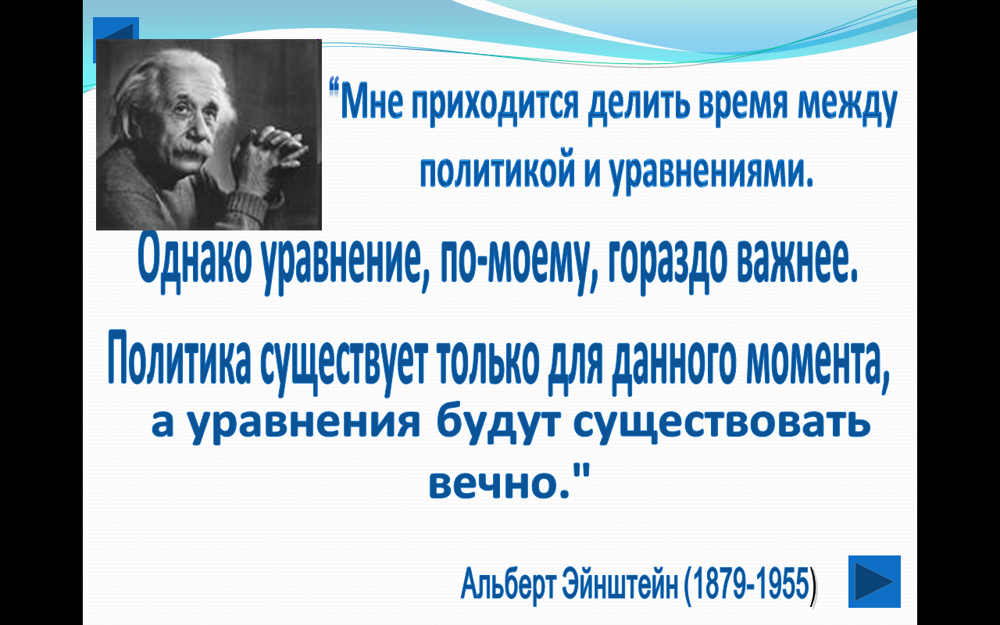 “Мне приходится делить время между
политикой и уравнениями.
Однако уравнение, по-моему, гораздо важнее.
Политика существует только для данного момента,
а уравнения будут существовать
вечно."
Альберт Эйнштейн (1879-1955)